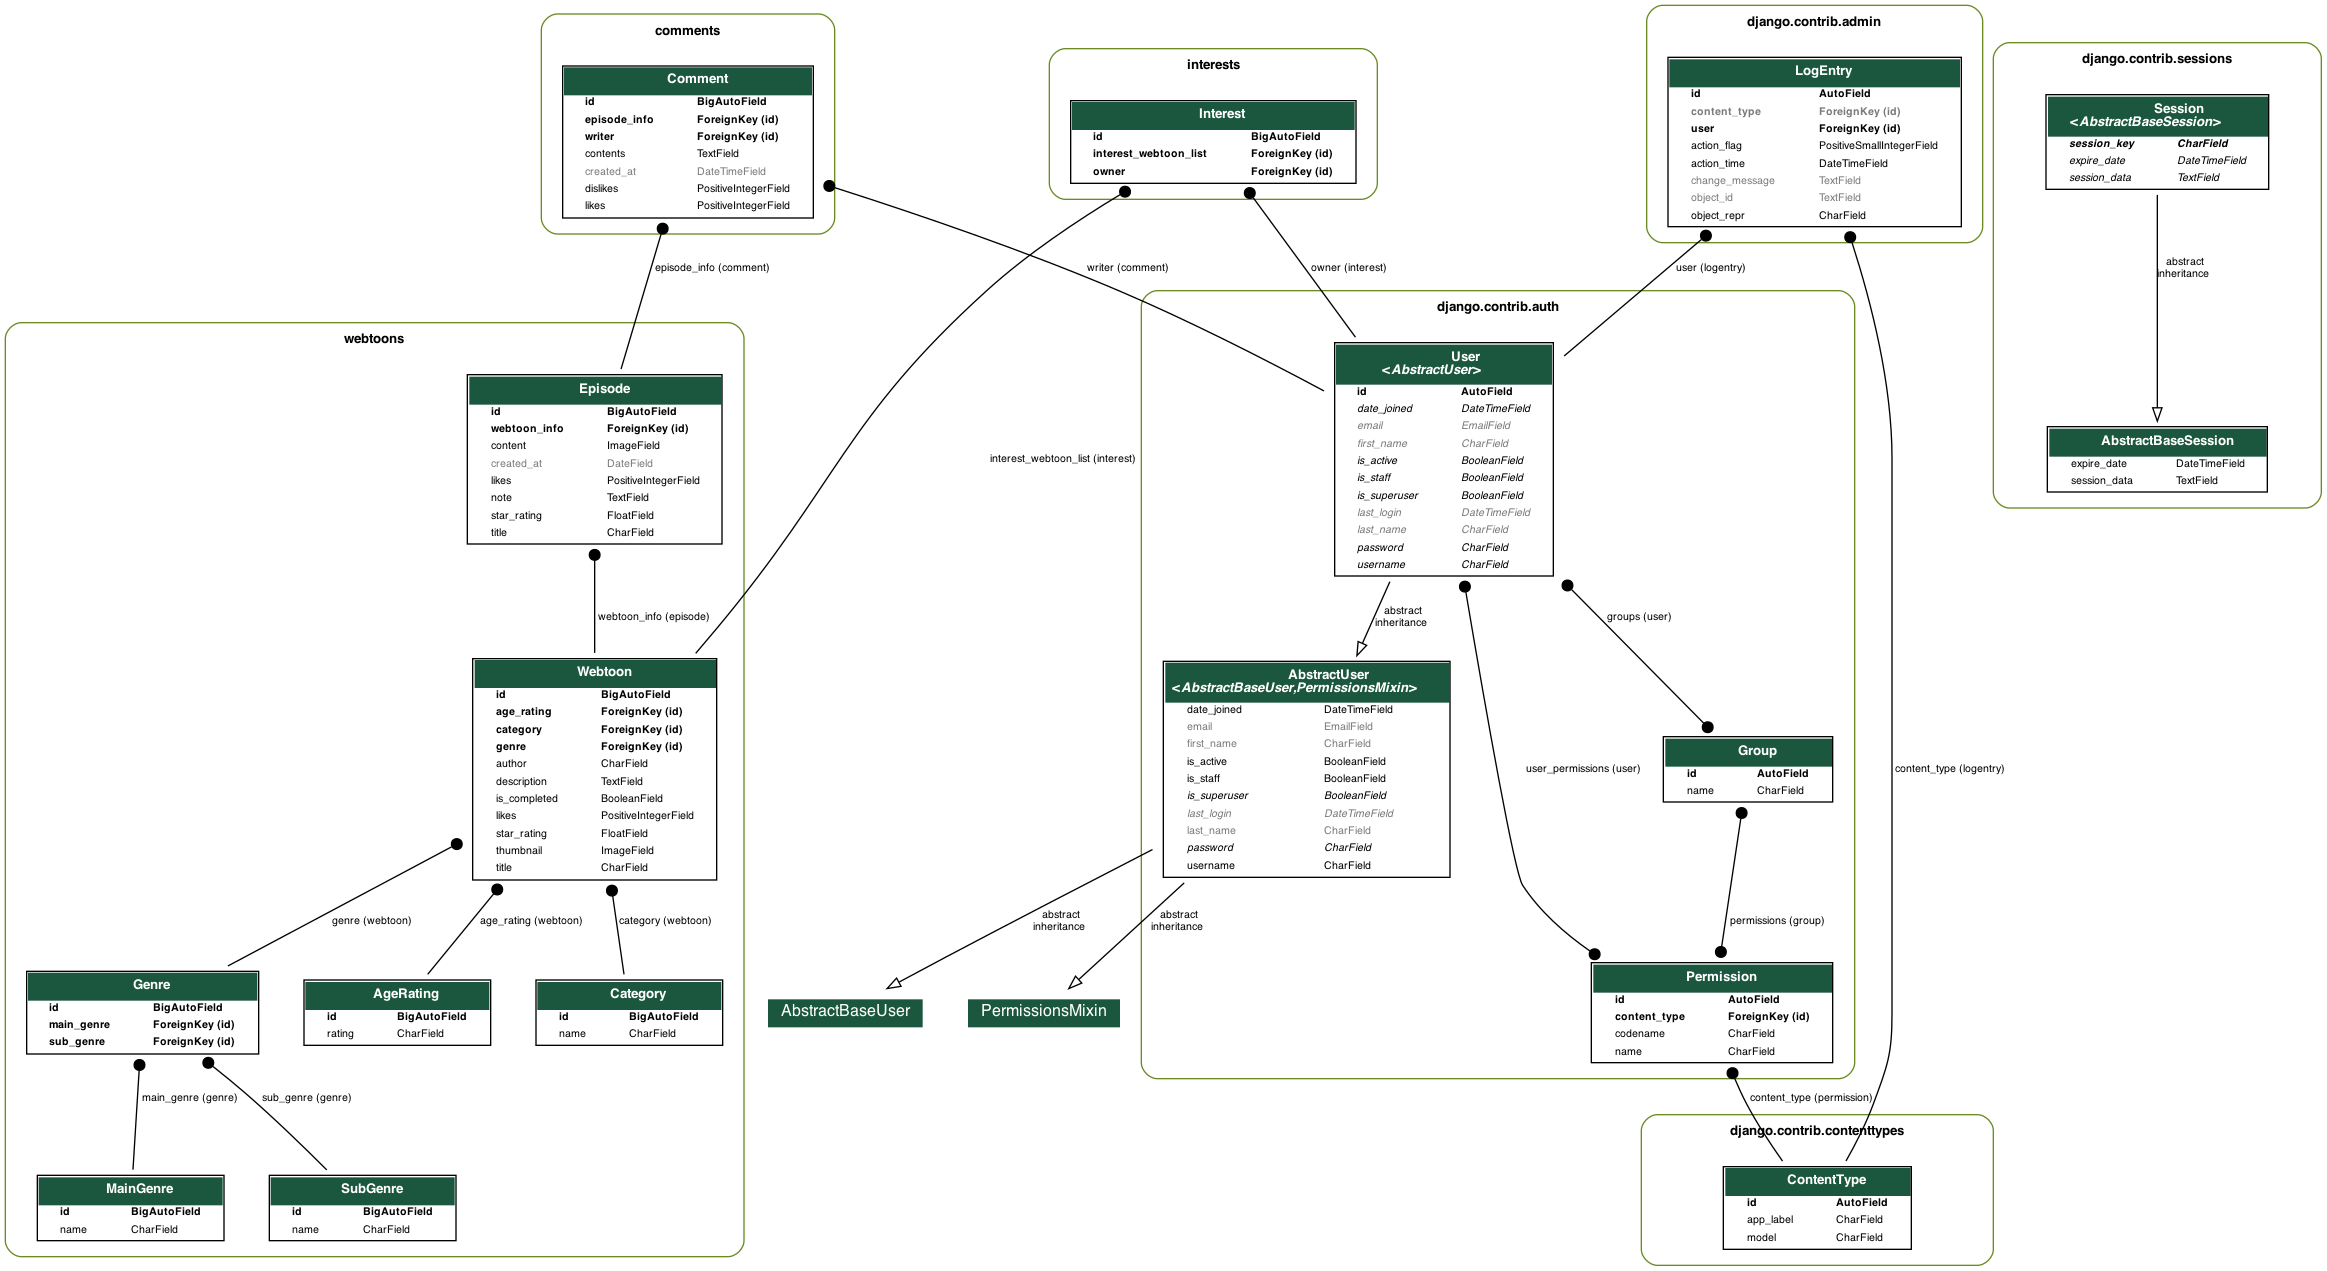 comments
Comment
id BigAutoField
episode_info ForeignKey (id)
writer ForeignKey (id)
contents TextField
created_at DateTimeField
dislikes PositiveIntegerField
likes PositiveIntegerField
interests
Interest
id BigAutoField
interest_webtoon_list ForeignKey (id)
owner ForeignKey (id)
django.contrib.admin
LogEntry
id AutoField
content_type ForeignKey (id)
user ForeignKey (id)
action_flag PositiveSmallIntegerField
action_time DateTimeField
change_message TextField
object_id TextField
object_repr CharField
django.contrib.sessions
Session
<AbstractBaseSession>
session_key CharField
expire_date DateTimeField
session_data TextField
abstract
inheritance
AbstractBaseSession
expire_date DateTimeField
session_data TextField
episode_info (comment)
writer (comment)
owner (interest)
user (logentry)
interest_webtoon_list (interest)
content_type (logentry)
webtoons
Episode
id BigAutoField
webtoon_info ForeignKey (id)
content ImageField
created_at DateField
likes PositiveIntegerField
note TextField
star_rating FloatField
title CharField
webtoon_info (episode)
Webtoon
id BigAutoField
age_rating ForeignKey (id)
category ForeignKey (id)
genre ForeignKey (id)
author CharField
description TextField
is_completed BooleanField
likes PositiveIntegerField
star_rating FloatField
thumbnail ImageField
title CharField
genre (webtoon)
age_rating (webtoon)
category (webtoon)
Genre
id BigAutoField
main_genre ForeignKey (id)
sub_genre ForeignKey (id)
AgeRating
id BigAutoField
rating CharField
Category
id BigAutoField
name CharField
main_genre (genre)
sub_genre (genre)
MainGenre
id BigAutoField
name CharField
SubGenre
id BigAutoField
name CharField
django.contrib.auth
User
<AbstractUser>
id AutoField
date_joined DateTimeField
email EmailField
first_name CharField
is_active BooleanField
is_staff BooleanField
is_superuser BooleanField
last_login DateTimeField
last_name CharField
password CharField
username CharField
abstract
inheritance
groups (user)
user_permissions (user)
AbstractUser
<AbstractBaseUser,PermissionsMixin>
date_joined DateTimeField
email EmailField
first_name CharField
is_active BooleanField
is_staff BooleanField
is_superuser BooleanField
last_login DateTimeField
last_name CharField
password CharField
username CharField
abstract
inheritance
abstract
inheritance
AbstractBaseUser
PermissionsMixin
Group
id AutoField
name CharField
permissions (group)
Permission
id AutoField
content_type ForeignKey (id)
codename CharField
name CharField
content_type (permission)
django.contrib.contenttypes
ContentType
id AutoField
app_label CharField
model CharField